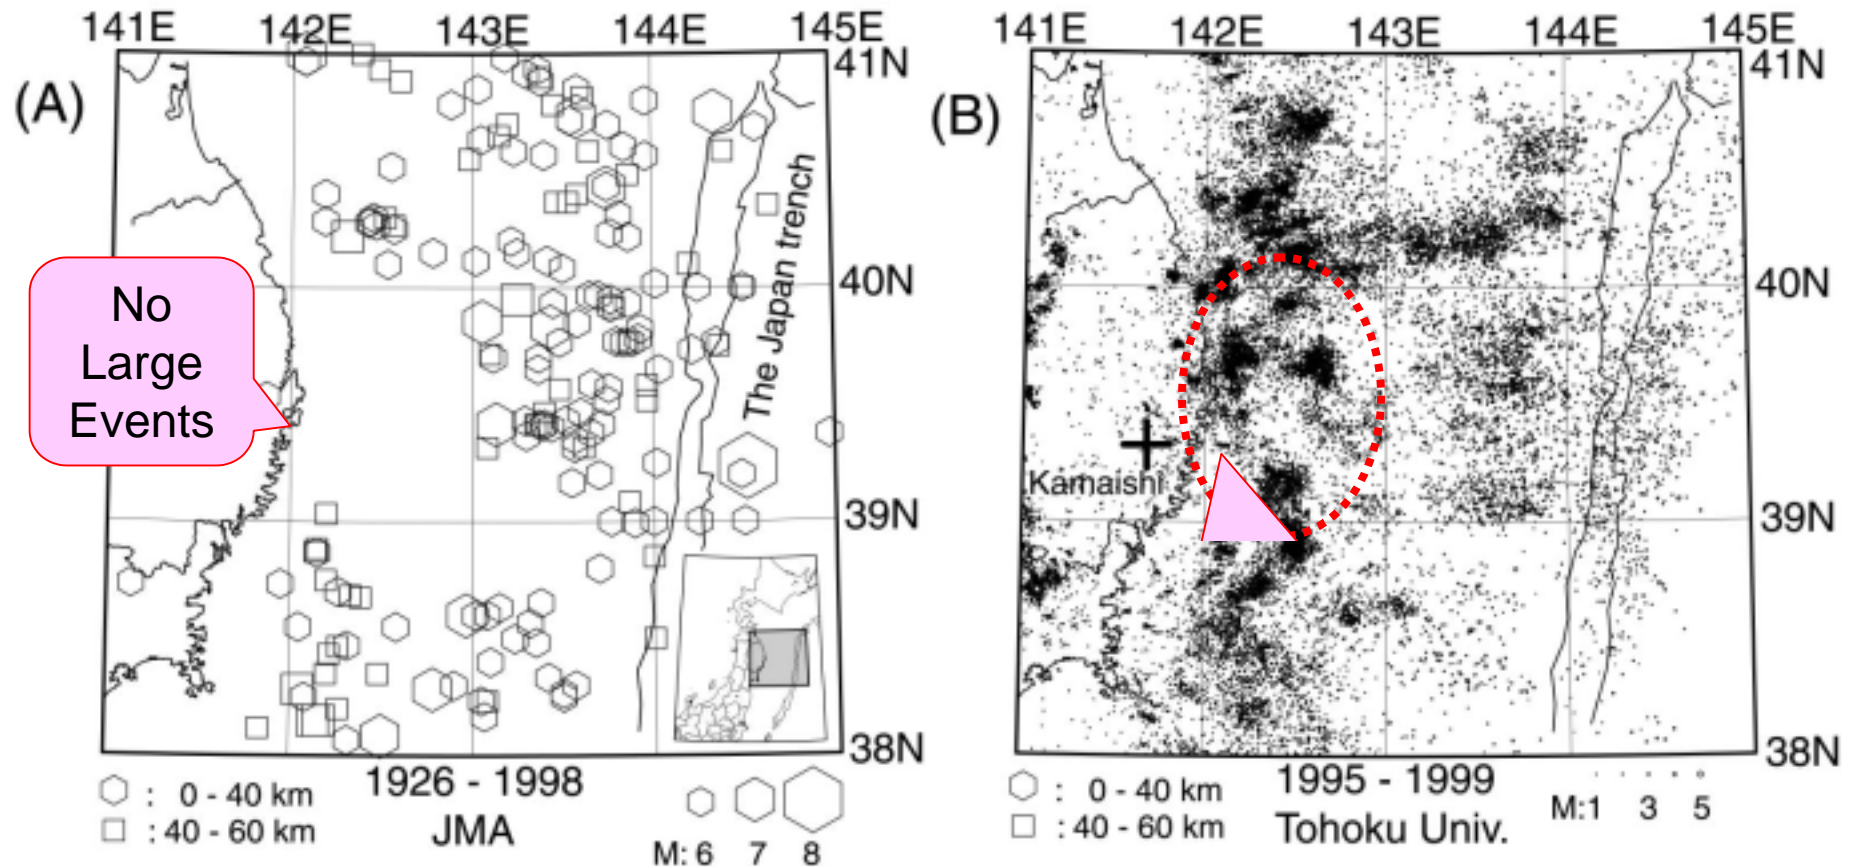 141E 142E 143E 144E 145E
41N
(A)
The Japan trench
40N
No
Large
Events
39N
38N
1926 - 1998
: 0 - 40 km
: 40 - 60 km
JMA
M: 6 7 8
141E 142E 143E 144E 145E
41N
(B)
40N
Kamaishi
39N
38N
1995 - 1999
: 0 - 40 km
: 40 - 60 km
Tohoku Univ.
M:1 3 5